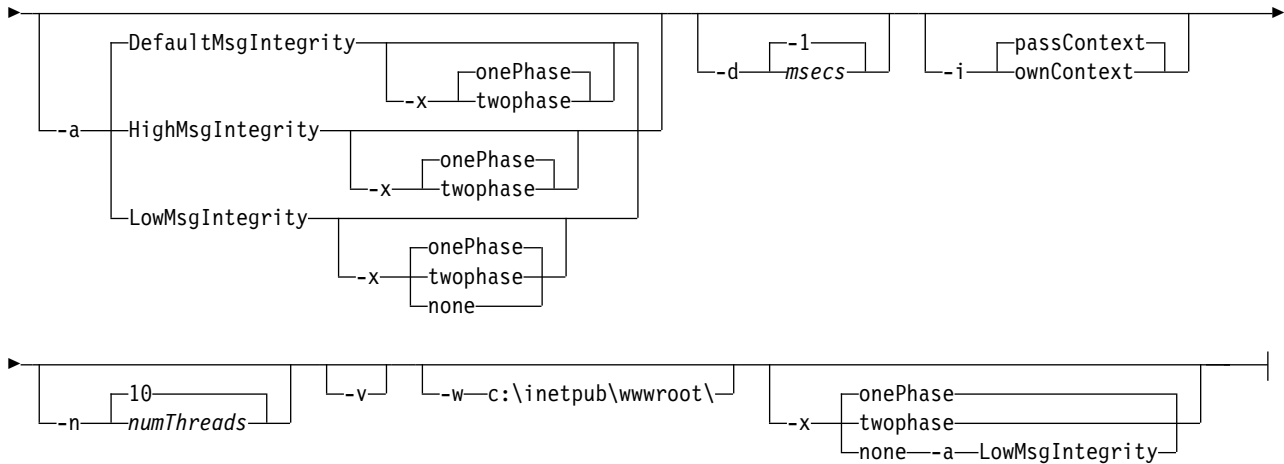 DefaultMsgIntegrity
-1
passContext
onePhase
-d msecs
-i ownContext
-x twophase
-a HighMsgIntegrity
onePhase
-x twophase
LowMsgIntegrity
onePhase
-x twophase
none
10
-v
-w c:\inetpub\wwwroot\
onePhase
-n numThreads
-x twophase
none -a LowMsgIntegrity